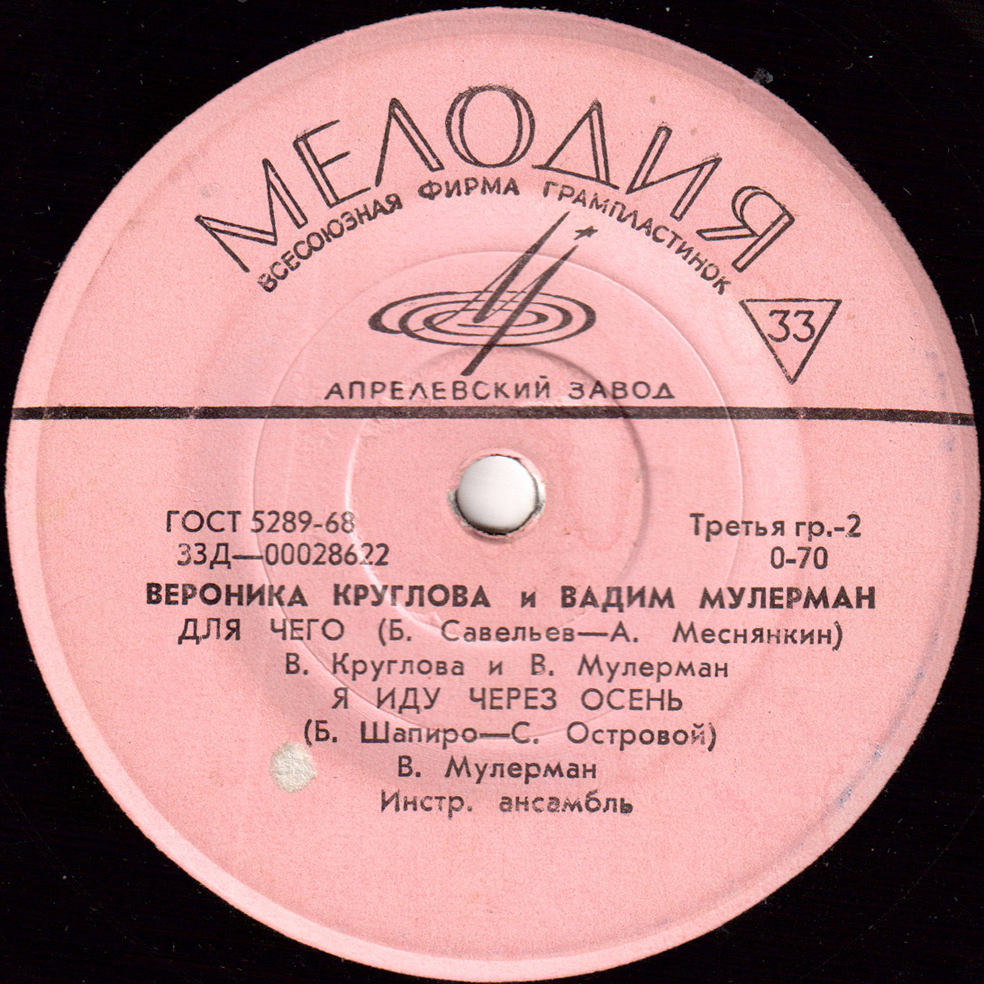 МЕЛОДИЯ
ВСЕСОЮЗНАЯ ФИРМА ГРАМПЛАСТИНОК
33
АПРЕЛЕВСКИЙ ЗАВОД
ГОСТ 5289-68
Третья гр.-2
33Д—00028622
0-70
ВЕРОНИКА КРУГЛОВА и ВАДИМ МУЛЕРМАН
ДЛЯ ЧЕГО (Б. Савельев—А. Меснянкин)
В. Круглова и В. Мулерман
Я ИДУ ЧЕРЕЗ ОСЕНЬ
(Б. Шапиро—С. Островой)
В. Мулерман
Инстр. ансамбль